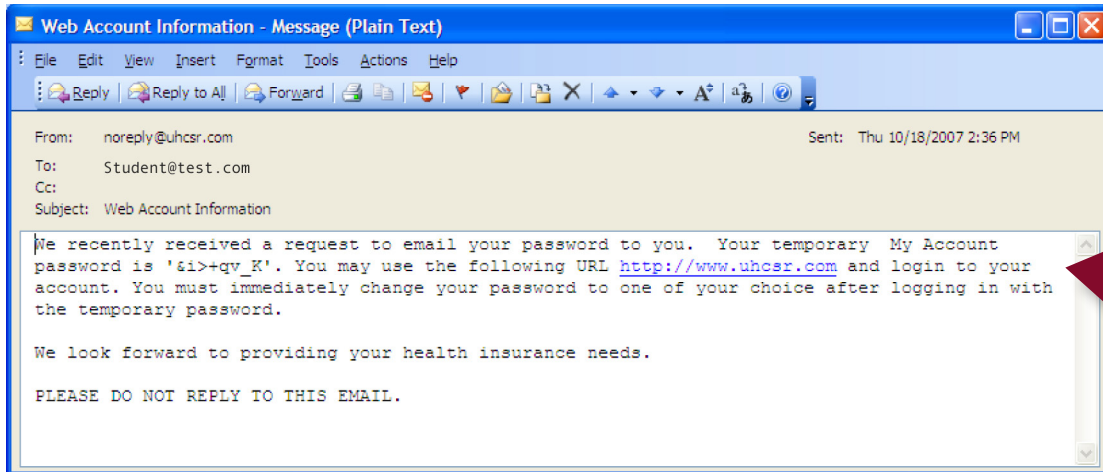 Web Account Information - Message (Plain Text)
File Edit View Insert Format Tools Actions Help
Reply Reply to All Forward
From: noreply@uhcsr.com Sent: Thu 10/18/2007 2:36 PM
To: Student@test.com
Cc:
Subject: Web Account Information
We recently received a request to email your password to you.  Your temporary  My Account
password is '&i>+qv_K'. You may use the following URL http://www.uhcsr.com and login to your
account. You must immediately change your password to one of your choice after logging in with
the temporary password.
We look forward to providing your health insurance needs.
PLEASE DO NOT REPLY TO THIS EMAIL.